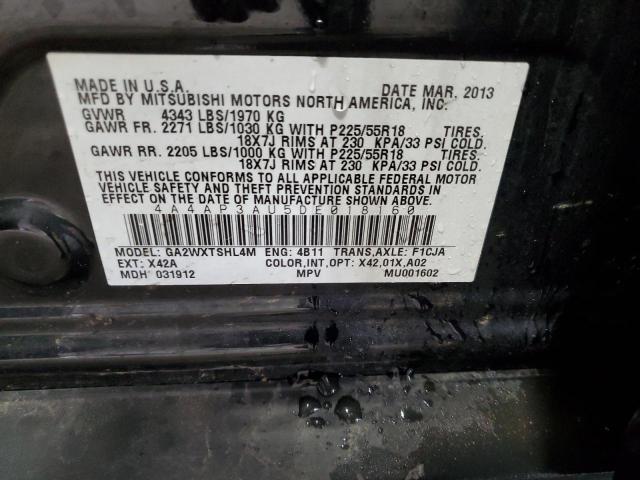 MADE IN U.S.A. DATE MAR. 2013
MFD BY MITSUBISHI MOTORS NORTH AMERICA, INC.
GVWR 4343 LBS/1970 KG
GAWR FR. 2271 LBS/1030 KG WITH P225/55R18 TIRES.
18X7J RIMS AT 230 KPA/33 PSI COLD.
GAWR RR. 2205 LBS/1000 KG WITH P225/55R18 TIRES.
18X7J RIMS AT 230 KPA/33 PSI COLD.
THIS VEHICLE CONFORMS TO ALL APPLICABLE FEDERAL MOTOR
VEHICLE SAFETY AND THEFT PREVENTION STANDARDS IN
EFFECT ON THE DATE OF MANUFACTURE SHOWN ABOVE.
4A4AP3AU5DE018160
MODEL: GA2WXTSHL4M ENG: 4B11 TRANS,AXLE: F1CJA
EXT: X42A COLOR,INT,OPT: X42,01X,A02
MDH 031912 MPV MU001602